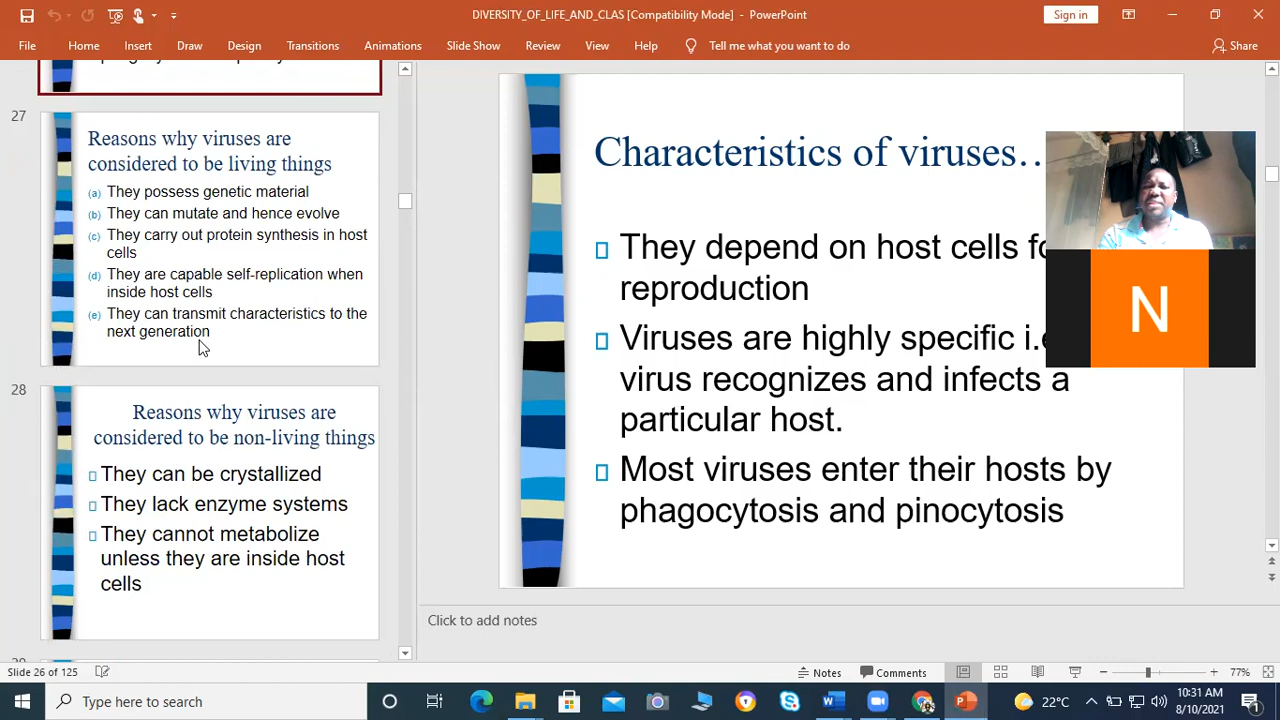 DIVERSITY_OF_LIFE_AND_CLAS [Compatibility Mode] - PowerPoint
Sign in
File Home Insert Draw Design Transitions Animations Slide Show Review View Help Tell me what you want to do Share
27
Reasons why viruses are
considered to be living things
(a) They possess genetic material
(b) They can mutate and hence evolve
(c) They carry out protein synthesis in host
cells
(d) They are capable self-replication when
inside host cells
(e) They can transmit characteristics to the
next generation
28
Reasons why viruses are
considered to be non-living things
They can be crystallized
They lack enzyme systems
They cannot metabolize
unless they are inside host
cells
Characteristics of viruses…
They depend on host cells
reproduction
Viruses are highly specific
virus recognizes and infects a
particular host.
Most viruses enter their hosts by
phagocytosis and pinocytosis
N
Click to add notes
Slide 26 of 125
Notes Comments 77%
Type here to search
22°C
10:31 AM
8/10/2021